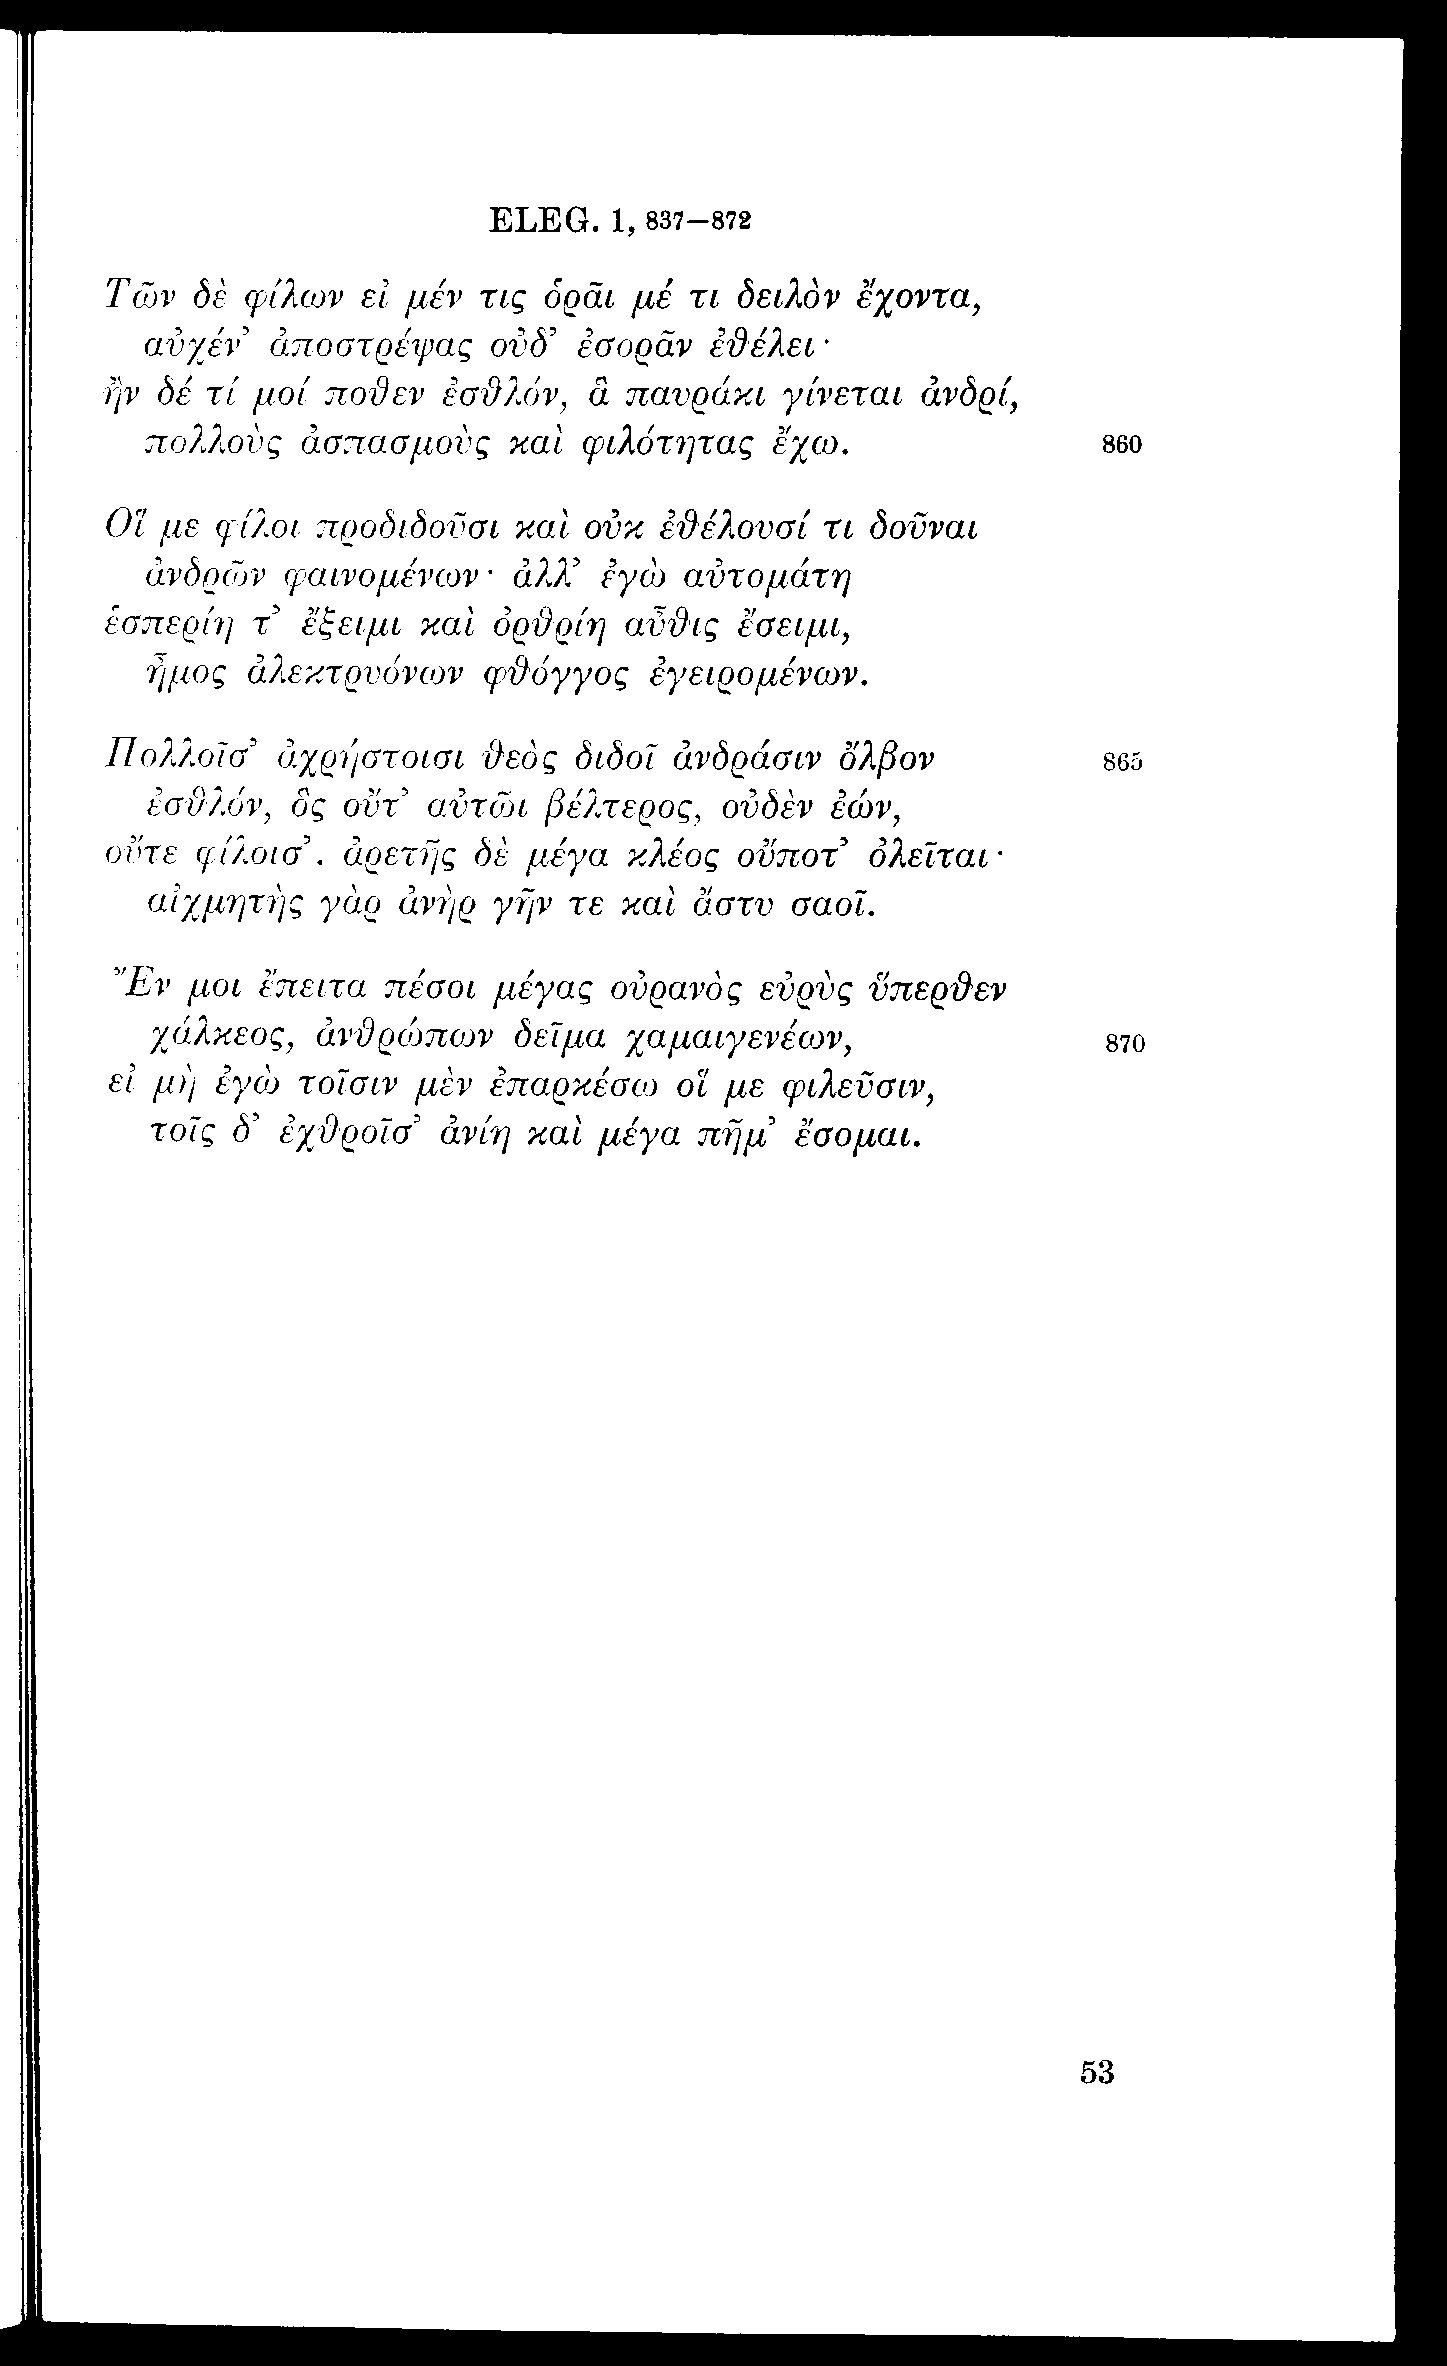 ELEG. 1, 837–872
Τῶν δὲ φίλων εἰ μέν τις ὁρᾶι μέ τι δειλὸν ἔχοντα,
αὐχέν’ ἀποστρέψας οὐδ’ ἐσορᾶν ἐθέλει·
ἢν δέ τί μοί ποθεν ἐσθλόν, ἃ παυράκι γίνεται ἀνδρί,
πολλοὺς ἀσπασμοὺς καὶ φιλότητας ἔχω. 860
Οἵ με φίλοι προδιδοῦσι καὶ οὐκ ἐθέλουσί τι δοῦναι
ἀνδρῶν φαινομένων· ἀλλ’ ἐγὼ αὐτομάτη
ἑσπερίη τ’ ἔξειμι καὶ ὀρθρίη αὖθις ἔσειμι,
ἦμος ἀλεκτρυόνων φθόγγος ἐγειρομένων.
Πολλοῖσ’ ἀχρήστοισι θεὸς διδοῖ ἀνδράσιν ὄλβον 865
ἐσθλόν, ὃς οὔτ’ αὐτῶι βέλτερος, οὐδὲν ἐών,
οὔτε φίλοισ’. ἀρετῆς δὲ μέγα κλέος οὔποτ’ ὀλεῖται·
αἰχμητὴς γὰρ ἀνὴρ γῆν τε καὶ ἄστυ σαοῖ.
Ἔν μοι ἔπειτα πέσοι μέγας οὐρανὸς εὐρὺς ὕπερθεν
χάλκεος, ἀνθρώπων δεῖμα χαμαιγενέων, 870
εἰ μὴ ἐγὼ τοῖσιν μὲν ἐπαρκέσω οἵ με φιλεῦσιν,
τοῖς δ’ ἐχθροῖσ’ ἀνίη καὶ μέγα πῆμ’ ἔσομαι.
53